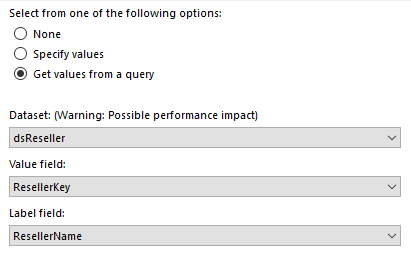 Select from one of the following options:
None
Specify values
Get values from a query
Dataset: (Warning: Possible performance impact)
dsReseller
Value field:
ResellerKey
Label field:
ResellerName